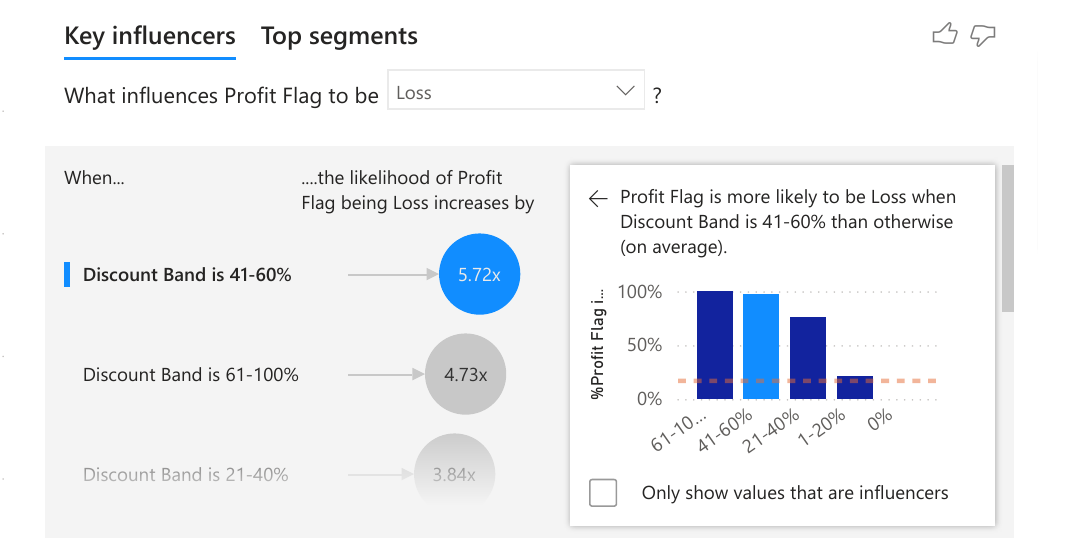 Key influencers Top segments
What influences Profit Flag to be Loss ?
When...
....the likelihood of Profit
Flag being Loss increases by
Discount Band is 41-60% 5.72x
Discount Band is 61-100% 4.73x
Discount Band is 21-40% 3.84x
Profit Flag is more likely to be Loss when
Discount Band is 41-60% than otherwise
(on average).
%Profit Flag i...
100%
50%
0%
61-10... 41-60% 21-40% 1-20% 0%
Only show values that are influencers